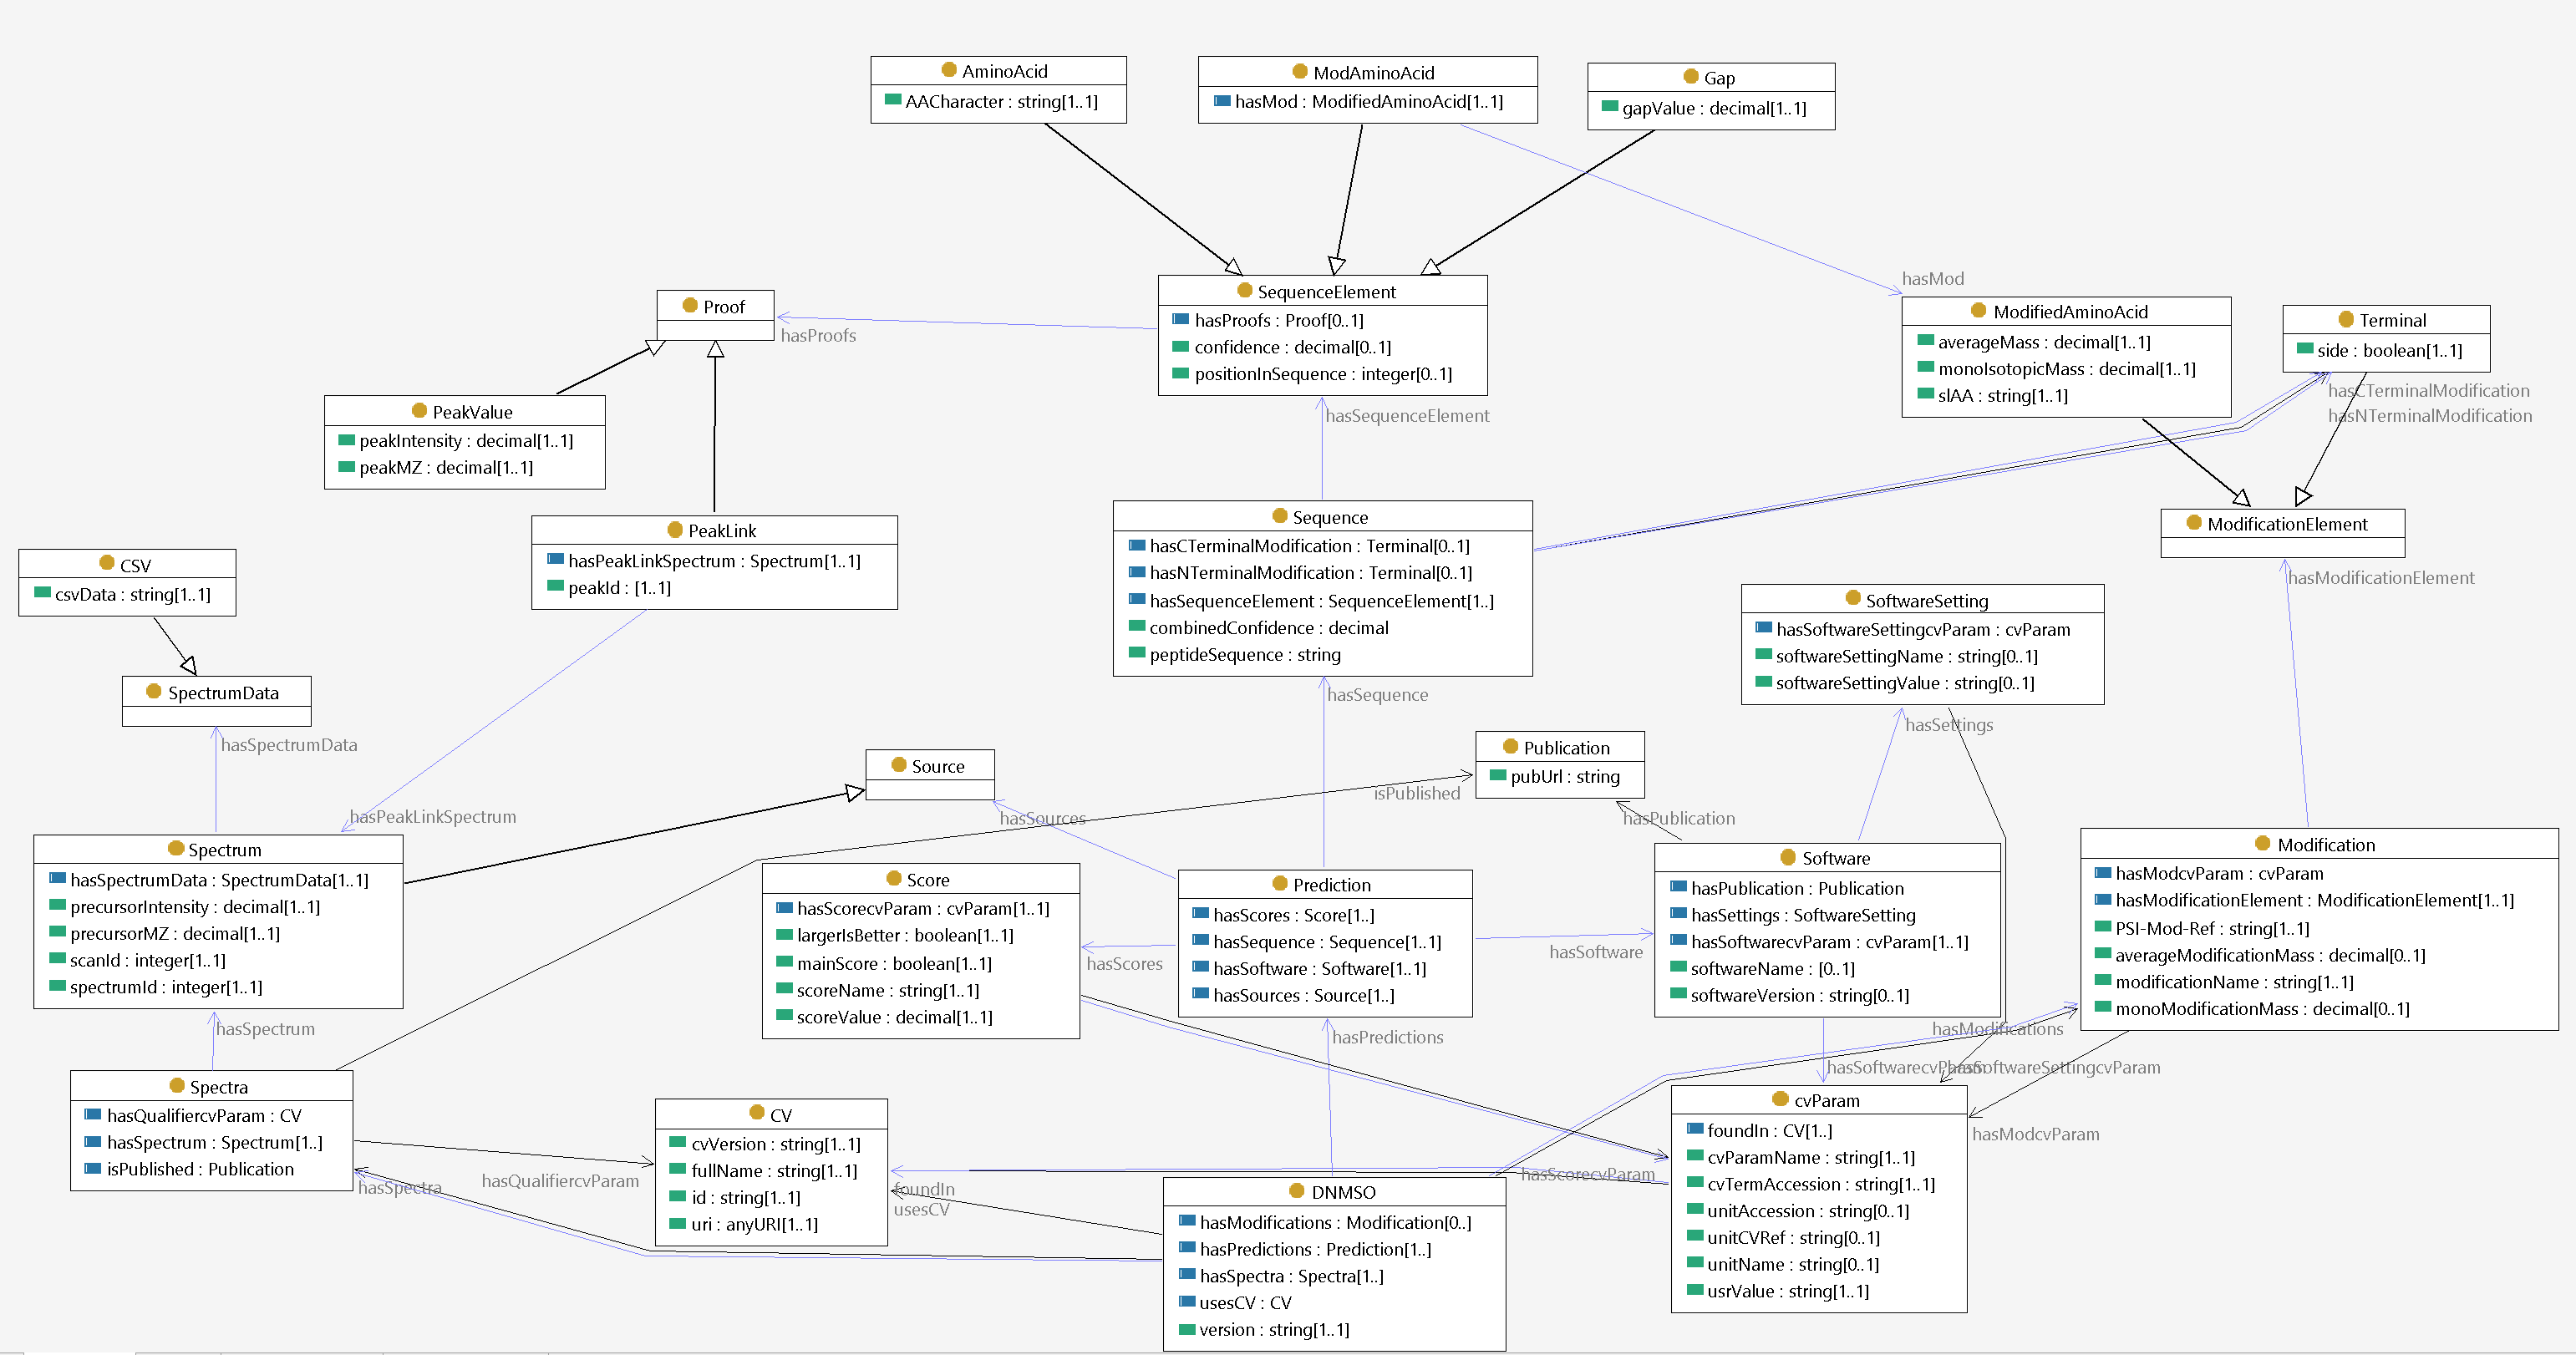 AminoAcid
AACharacter : string[1..1]
ModAminoAcid
hasMod : ModifiedAminoAcid[1..1]
Gap
gapValue : decimal[1..1]
hasMod
Proof
hasProofs
SequenceElement
hasProofs : Proof[0..1]
confidence : decimal[0..1]
positionInSequence : integer[0..1]
ModifiedAminoAcid
averageMass : decimal[1..1]
monoIsotopicMass : decimal[1..1]
slAA : string[1..1]
Terminal
side : boolean[1..1]
hasCTerminalModification
hasNTerminalModification
PeakValue
peakIntensity : decimal[1..1]
peakMZ : decimal[1..1]
hasSequenceElement
PeakLink
hasPeakLinkSpectrum : Spectrum[1..1]
peakId : [1..1]
Sequence
hasCTerminalModification : Terminal[0..1]
hasNTerminalModification : Terminal[0..1]
hasSequenceElement : SequenceElement[1..]
combinedConfidence : decimal
peptideSequence : string
ModificationElement
hasModificationElement
CSV
csvData : string[1..1]
SoftwareSetting
hasSoftwareSettingcvParam : cvParam
softwareSettingName : string[0..1]
softwareSettingValue : string[0..1]
SpectrumData
hasSpectrumData
hasSequence
hasSettings
Source
Publication
pubUrl : string
isPublished
hasPeakLinkSpectrum
hasSources
hasPublication
Spectrum
hasSpectrumData : SpectrumData[1..1]
precursorIntensity : decimal[1..1]
precursorMZ : decimal[1..1]
scanId : integer[1..1]
spectrumId : integer[1..1]
Score
hasScorecvParam : cvParam[1..1]
largerIsBetter : boolean[1..1]
mainScore : boolean[1..1]
scoreName : string[1..1]
scoreValue : decimal[1..1]
hasScores
Prediction
hasScores : Score[1..]
hasSequence : Sequence[1..1]
hasSoftware : Software[1..1]
hasSources : Source[1..]
hasSoftware
Software
hasPublication : Publication
hasSettings : SoftwareSetting
hasSoftwarecvParam : cvParam[1..1]
softwareName : [0..1]
softwareVersion : string[0..1]
Modification
hasModcvParam : cvParam
hasModificationElement : ModificationElement[1..1]
PSI-Mod-Ref : string[1..1]
averageModificationMass : decimal[0..1]
modificationName : string[1..1]
monoModificationMass : decimal[0..1]
hasSpectrum
hasPredictions
hasModifications
hasSoftwarecvParam
hasSoftwareSettingcvParam
Spectra
hasQualifiercvParam : CV
hasSpectrum : Spectrum[1..]
isPublished : Publication
hasSpectra
hasQualifiercvParam
CV
cvVersion : string[1..1]
fullName : string[1..1]
id : string[1..1]
uri : anyURI[1..1]
foundIn
usesCV
hasScorecvParam
DNMSO
hasModifications : Modification[0..]
hasPredictions : Prediction[1..]
hasSpectra : Spectra[1..]
usesCV : CV
version : string[1..1]
cvParam
foundIn : CV[1..]
cvParamName : string[1..1]
cvTermAccession : string[1..1]
unitAccession : string[0..1]
unitCVRef : string[0..1]
unitName : string[0..1]
usrValue : string[1..1]
hasModcvParam